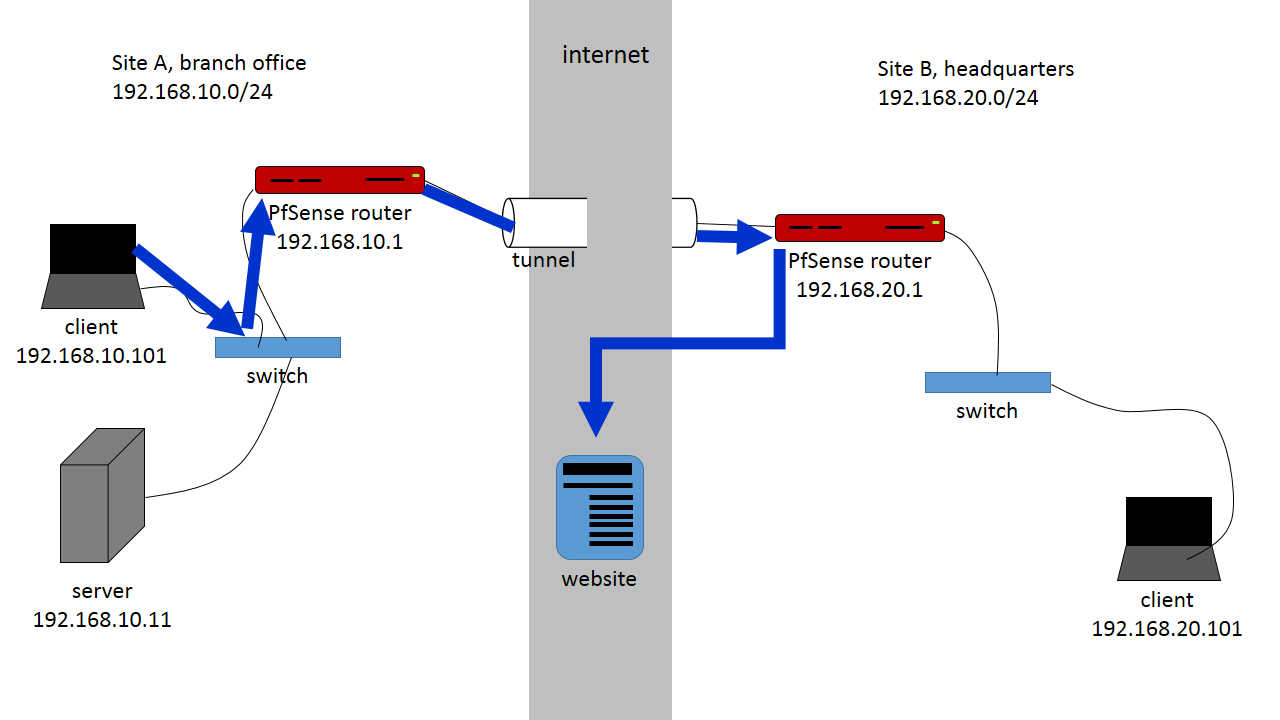 Site A, branch office
192.168.10.0/24
internet
Site B, headquarters
192.168.20.0/24
PfSense router
192.168.10.1
tunnel
PfSense router
192.168.20.1
client
192.168.10.101
switch
switch
website
server
192.168.10.11
client
192.168.20.101